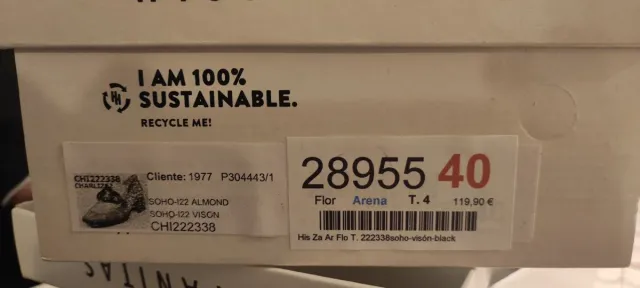 I AM 100%
SUSTAINABLE.
RECYCLE ME!
CHI222338
Cliente: 1977 P304443/1
SOHO-I22 ALMOND
SOHO-I22 VISON
CHI222338
28955 40
Flor Arena T. 4 119,90 €
His Za Ar Flo T. 222338soho-visón-black